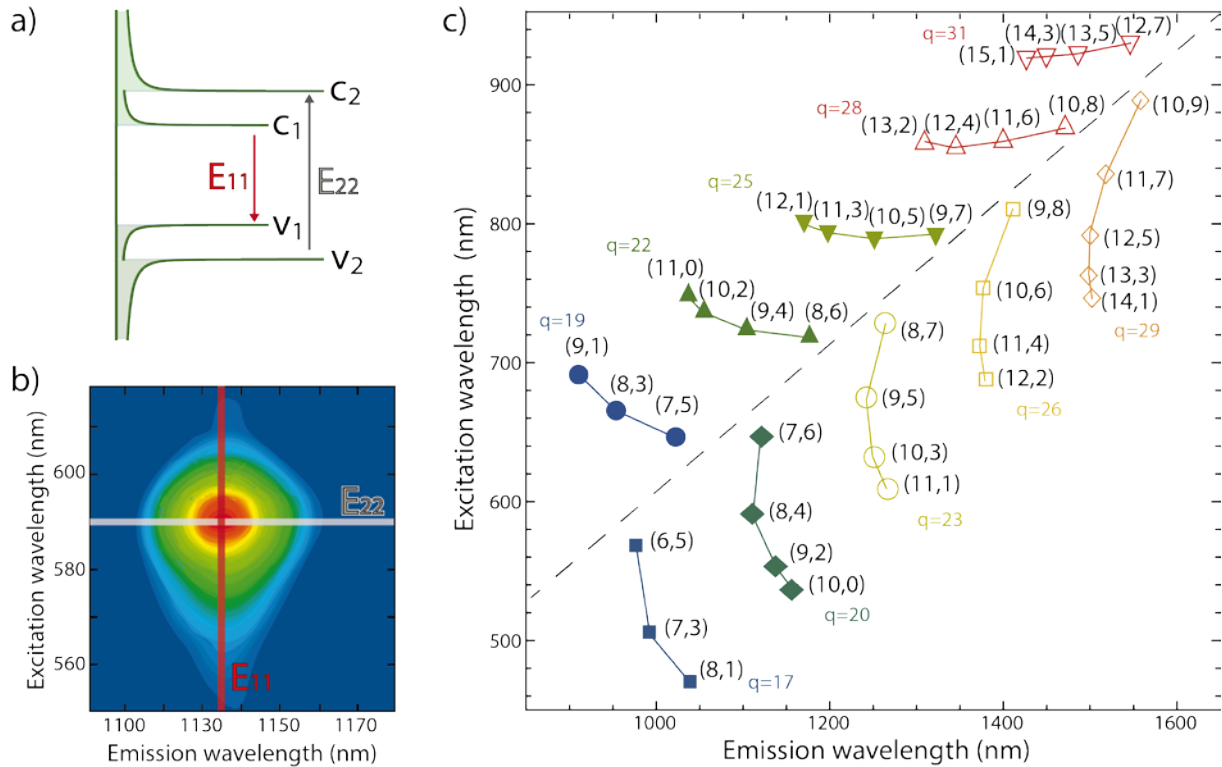 a)
C2
C1
E11
E22
V1
V2
b)
Excitation wavelength (nm)
600
580
560
E22
E11
1100
1130
1150
1170
Emission wavelength (nm)
c)
Excitation wavelength (nm)
900
800
700
600
500
q=31
(15,1)
(14,3)
(13,5)
(12,7)
q=28
(13,2)
(12,4)
(11,6)
(10,8)
(10,9)
(11,7)
(12,5)
(13,3)
(14,1)
q=29
q=25
(12,1)
(11,3)
(10,5)
(9,7)
(9,8)
(10,6)
(11,4)
(12,2)
q=26
q=22
(11,0)
(10,2)
(9,4)
(8,6)
(8,7)
(9,5)
(10,3)
(11,1)
q=23
q=19
(9,1)
(8,3)
(7,5)
(7,6)
(8,4)
(9,2)
(10,0)
q=20
(6,5)
(7,3)
(8,1)
q=17
1000
1200
1400
1600
Emission wavelength (nm)